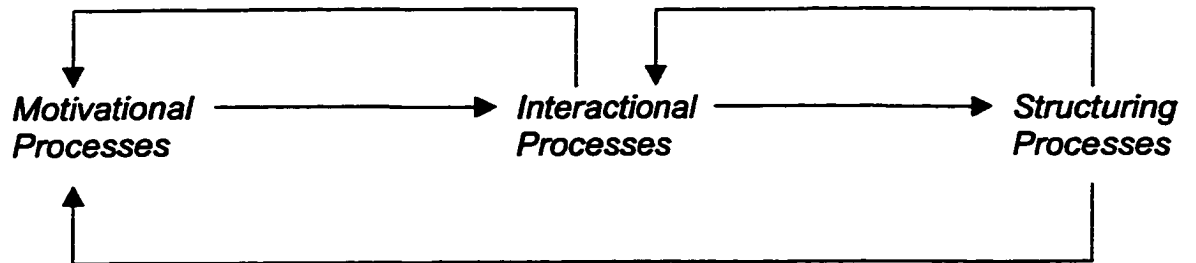 Motivational Processes
Interactional Processes
Structuring Processes